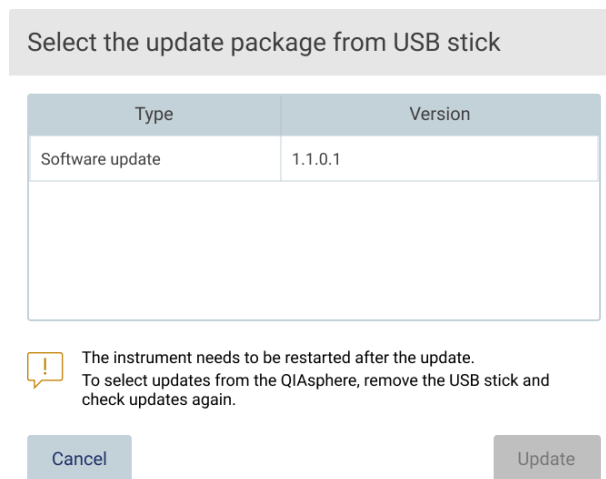 Select the update package from USB stick
Type Version
Software update 1.1.0.1
!
The instrument needs to be restarted after the update.
To select updates from the QIAsphere, remove the USB stick and
check updates again.
Cancel Update